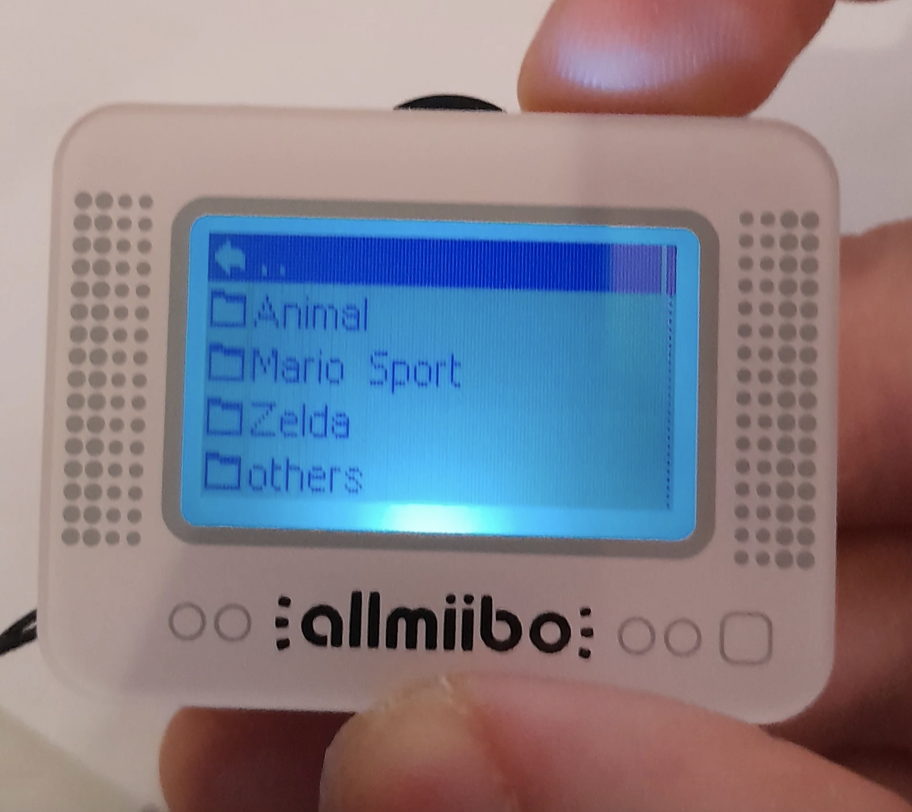 ..
Animal
Mario Sport
Zelda
others
allmiibo